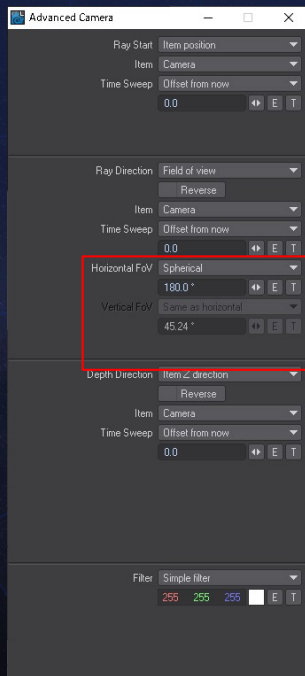 Advanced Camera
Ray Start Item position
Item Camera
Time Sweep Offset from now
0.0 E T
Ray Direction Field of view
Reverse
Item Camera
Time Sweep Offset from now
0.0 E T
Horizontal FoV Spherical
180.0 ° E T
Vertical FoV Same as horizontal
45.24 ° E T
Depth Direction Item Z direction
Reverse
Item Camera
Time Sweep Offset from now
0.0 E T
Filter Simple filter
255 255 255 E T